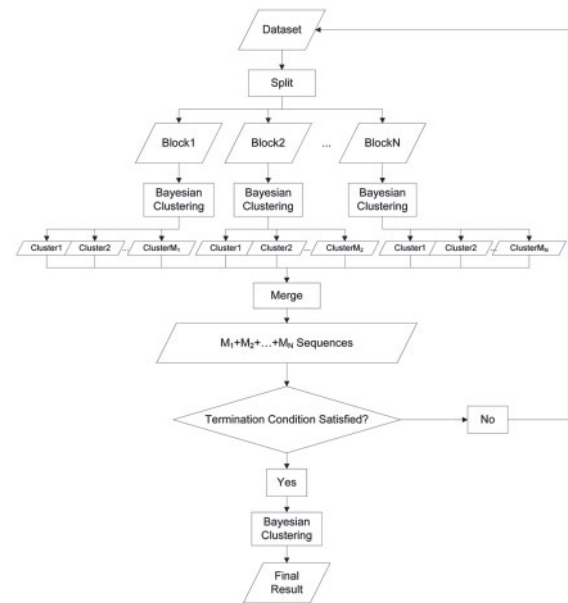 Dataset
Split
Block1
Block2
...
BlockN
Bayesian
Clustering
Bayesian
Clustering
Bayesian
Clustering
Cluster1
Cluster2
...
ClusterM₁
Cluster1
Cluster2
...
ClusterM₂
Cluster1
Cluster2
...
ClusterMN
Merge
M₁+M₂+…+MN Sequences
Termination Condition Satisfied?
No
Yes
Bayesian
Clustering
Final
Result